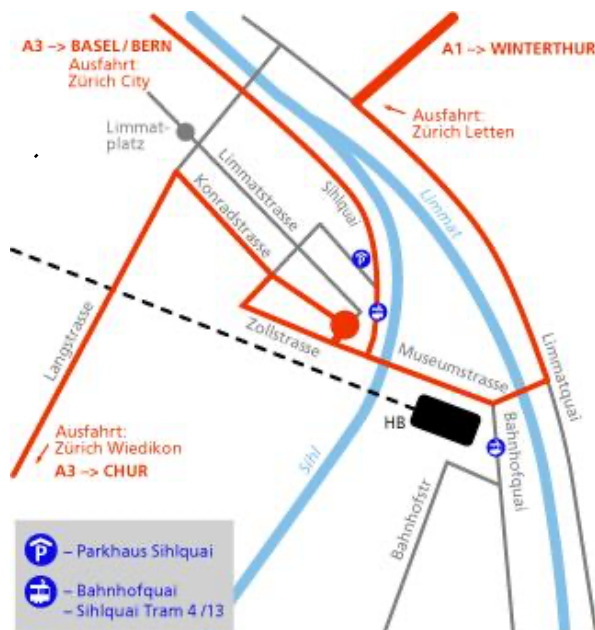 A3 –> BASEL/BERN
Ausfahrt:
Zürich City
A1 –> WINTERTHUR
Ausfahrt:
Zürich Letten
Limmat-
platz
Limmatstrasse
Konradstrasse
Sihlquai
Limmat
Langstrasse
Zollstrasse
Museumstrasse
Limmatquai
HB
Bahnhofquai
Ausfahrt:
Zürich Wiedikon
A3 –> CHUR
Sihl
Bahnhofstr
P – Parkhaus Sihlquai
– Bahnhofquai
– Sihlquai Tram 4/13